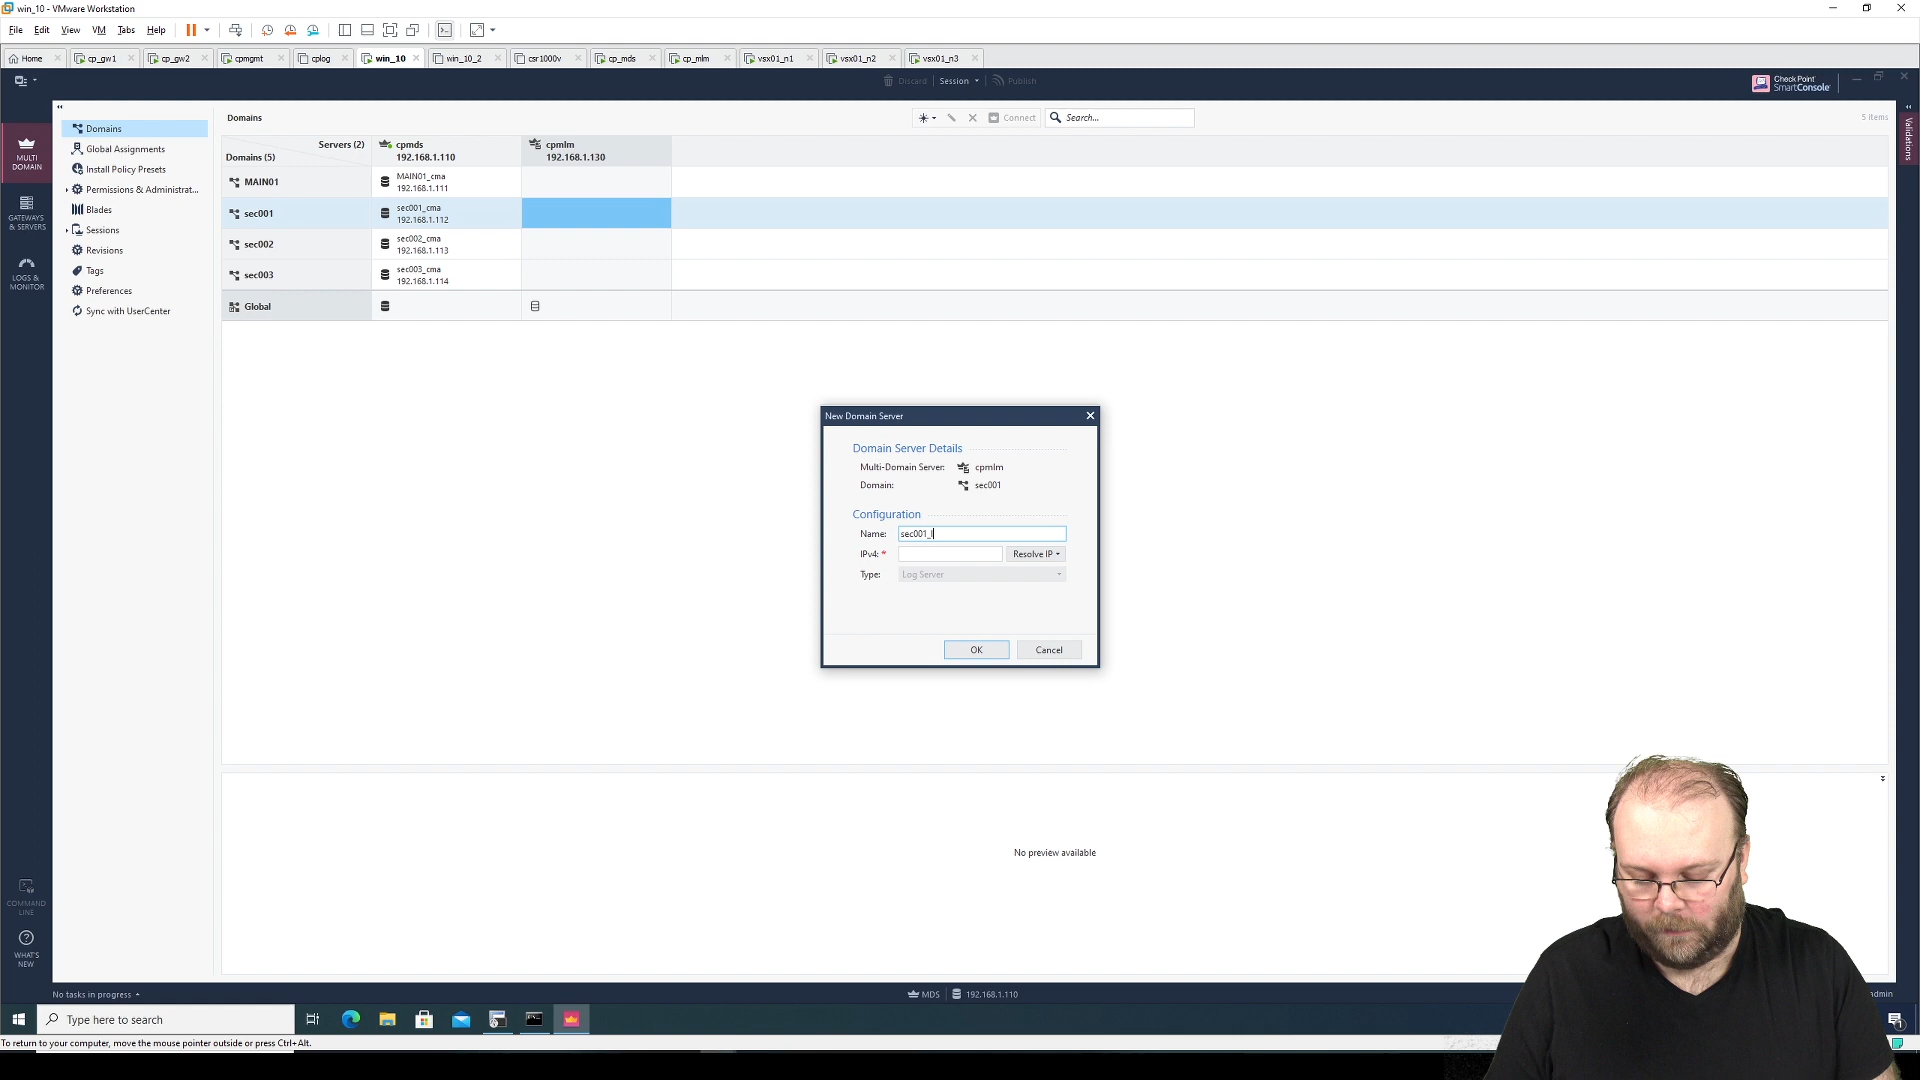 win_10 - VMware Workstation
File Edit View VM Tabs Help
Home cp_gw1 cp_gw2 cpmgmt cplog win_10 win_10_2 csr1000v cp_mds cp_mlm vsx01_n1 vsx01_n2 vsx01_n3
Discard Session Publish
Check Point
SmartConsole
MULTI
DOMAIN
GATEWAYS
& SERVERS
LOGS &
MONITOR
COMMAND
LINE
WHAT'S
NEW
Domains
Global Assignments
Install Policy Presets
Permissions & Administrat...
Blades
Sessions
Revisions
Tags
Preferences
Sync with UserCenter
Domains
Connect Search... 5 items
Validations
Servers (2)
Domains (5)
cpmds
192.168.1.110
cpmlm
192.168.1.130
MAIN01
MAIN01_cma
192.168.1.111
sec001
sec001_cma
192.168.1.112
sec002
sec002_cma
192.168.1.113
sec003
sec003_cma
192.168.1.114
Global
New Domain Server
Domain Server Details
Multi-Domain Server: cpmlm
Domain: sec001
Configuration
Name: sec001_l
IPv4: * Resolve IP
Type: Log Server
OK Cancel
No preview available
No tasks in progress MDS 192.168.1.110 admin
Type here to search
1
To return to your computer, move the mouse pointer outside or press Ctrl+Alt.